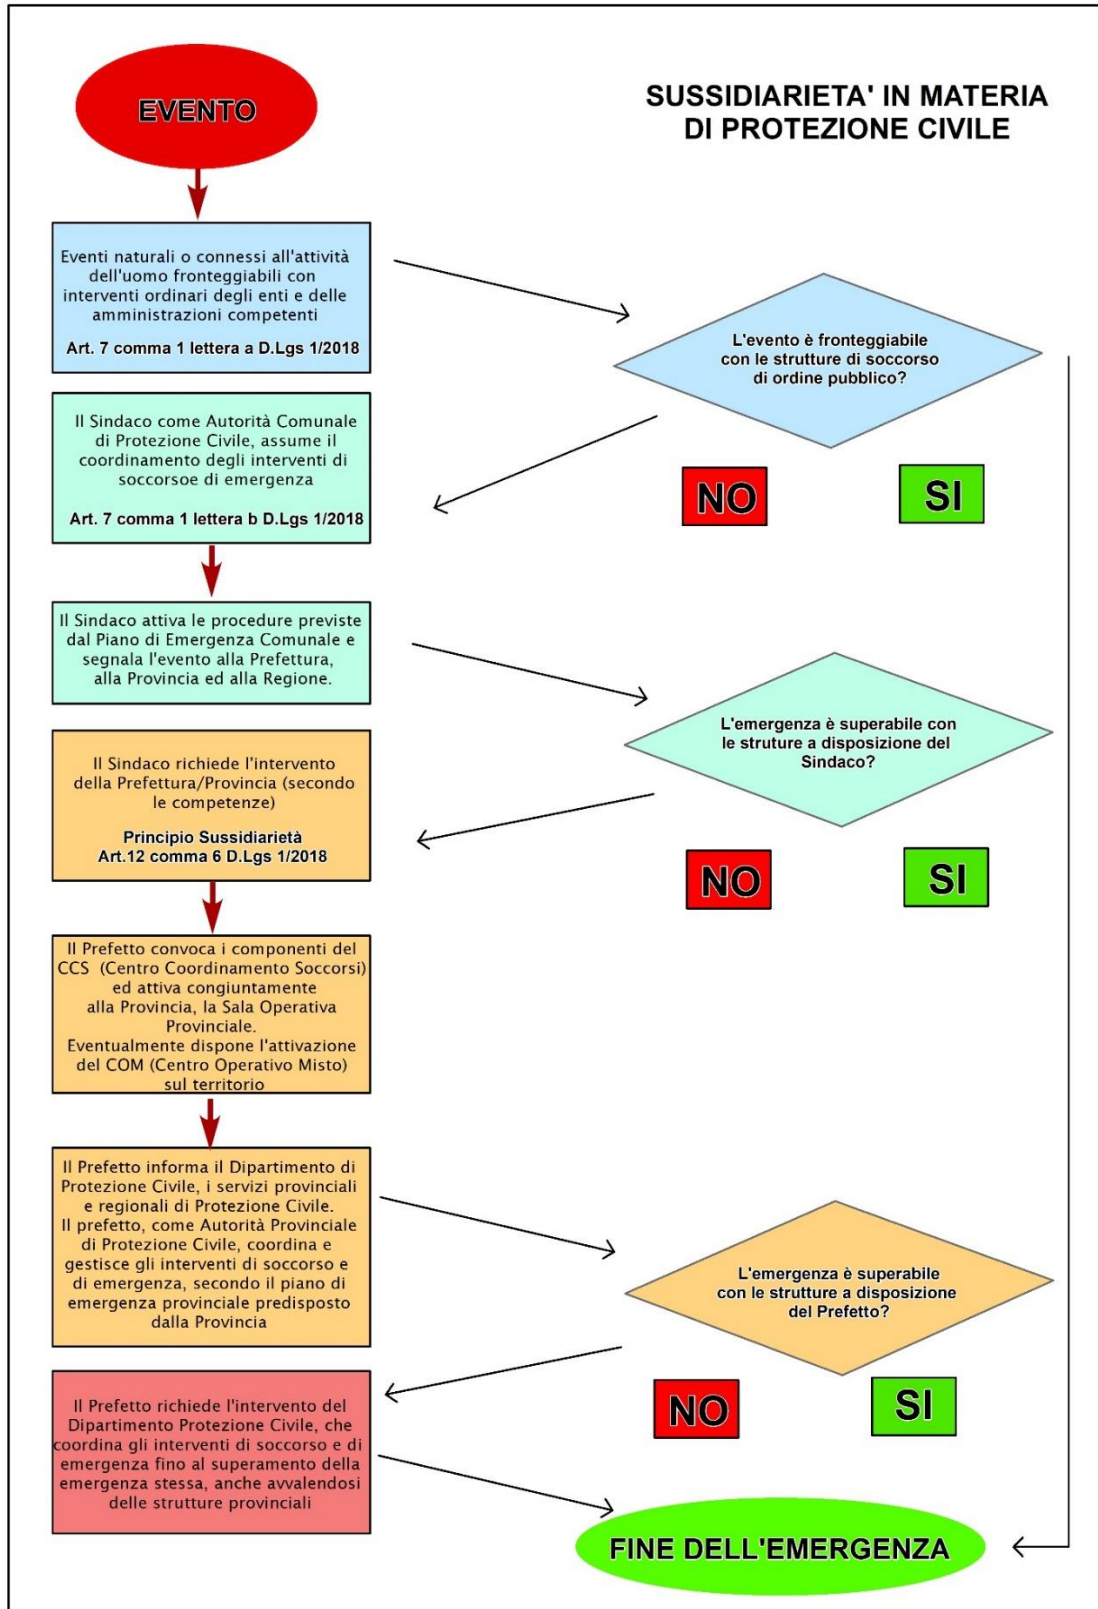 EVENTO
SUSSIDIARIETA' IN MATERIA
DI PROTEZIONE CIVILE
Eventi naturali o connessi all'attività
dell'uomo fronteggiabili con
interventi ordinari degli enti e delle
amministrazioni competenti
Art. 7 comma 1 lettera a D.Lgs 1/2018
L'evento è fronteggiabile
con le strutture di soccorso
di ordine pubblico?
NO
SI
Il Sindaco come Autorità Comunale
di Protezione Civile, assume il
coordinamento degli interventi di
soccorsoe di emergenza
Art. 7 comma 1 lettera b D.Lgs 1/2018
Il Sindaco attiva le procedure previste
dal Piano di Emergenza Comunale e
segnala l'evento alla Prefettura,
alla Provincia ed alla Regione.
L'emergenza è superabile con
le struture a disposizione del
Sindaco?
NO
SI
Il Sindaco richiede l'intervento
della Prefettura/Provincia (secondo
le competenze)
Principio Sussidiarietà
Art.12 comma 6 D.Lgs 1/2018
Il Prefetto convoca i componenti del
CCS (Centro Coordinamento Soccorsi)
ed attiva congiuntamente
alla Provincia, la Sala Operativa
Provinciale.
Eventualmente dispone l'attivazione
del COM (Centro Operativo Misto)
sul territorio
Il Prefetto informa il Dipartimento di
Protezione Civile, i servizi provinciali
e regionali di Protezione Civile.
Il prefetto, come Autorità Provinciale
di Protezione Civile, coordina e
gestisce gli interventi di soccorso e
di emergenza, secondo il piano di
emergenza provinciale predisposto
dalla Provincia
L'emergenza è superabile
con le strutture a disposizione
del Prefetto?
NO
SI
Il Prefetto richiede l'intervento del
Dipartimento Protezione Civile, che
coordina gli interventi di soccorso e di
emergenza fino al superamento della
emergenza stessa, anche avvalendosi
delle strutture provinciali
FINE DELL'EMERGENZA